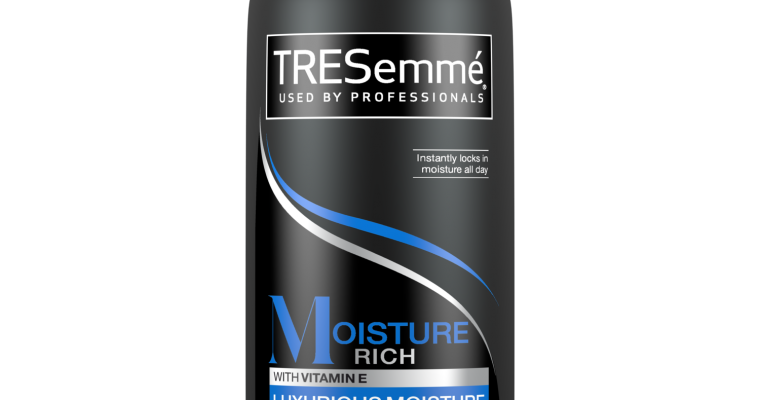 TRESemmé®
USED BY PROFESSIONALS
Instantly locks in
moisture all day
MOISTURE
RICH
WITH VITAMIN E
LUXURIOUS MOISTURE